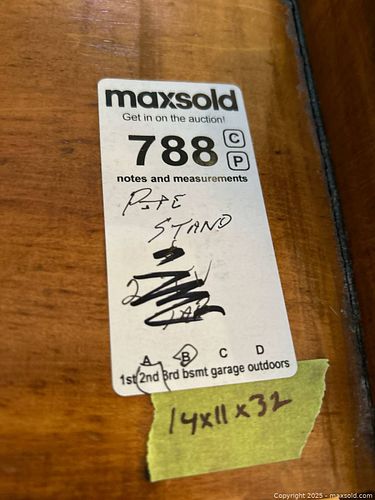 maxsold
Get in on the auction!
788 C
P
notes and measurements
PIPE
STAND
A B C D
1st 2nd 3rd bsmt garage outdoors
14x11x32
Copyright © 2025 - maxsold.com